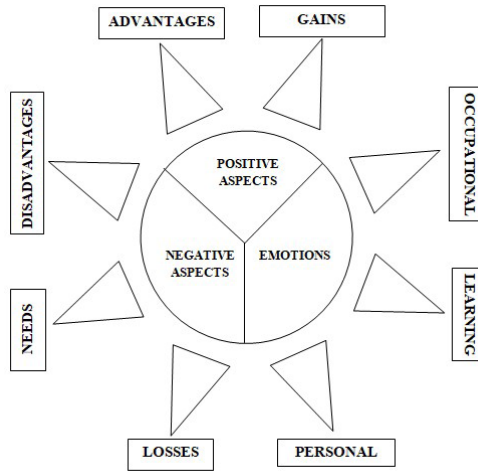 ADVANTAGES
GAINS
DISADVANTAGES
OCCUPATIONAL
POSITIVE
ASPECTS
NEGATIVE
ASPECTS
EMOTIONS
NEEDS
LEARNING
LOSSES
PERSONAL